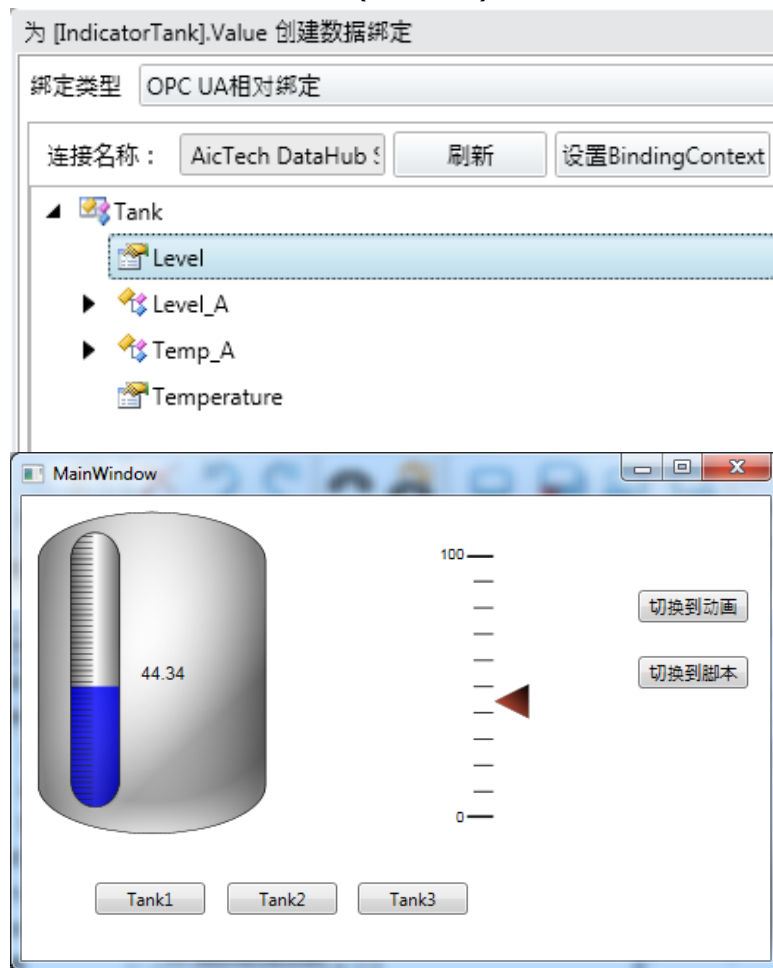 为 [IndicatorTank].Value 创建数据绑定
绑定类型 OPC UA相对绑定
连接名称： AicTech DataHub 刷新 设置BindingContext
Tank
Level
Level_A
Temp_A
Temperature
MainWindow
100
切换到动画
44.34
切换到脚本
0
Tank1 Tank2 Tank3